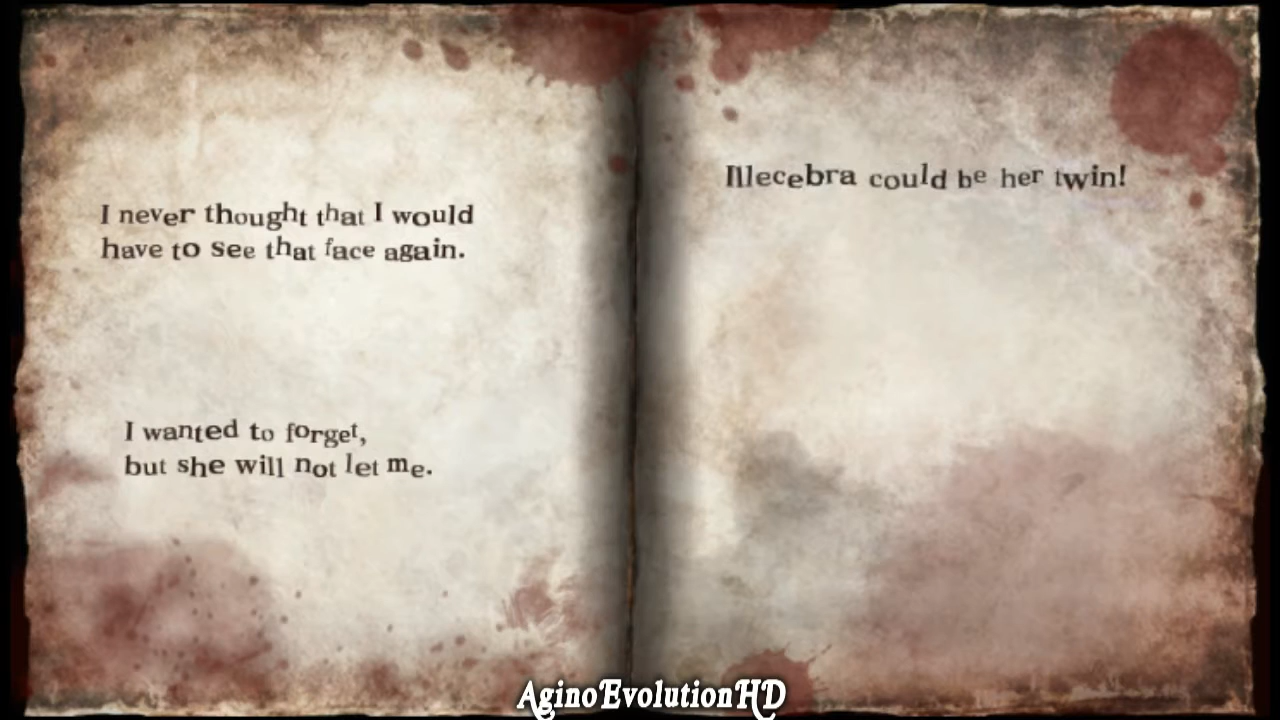 I never thought that I would
have to see that face again.
I wanted to forget,
but she will not let me.
Illecebra could be her twin!
AginoEvolutionHD